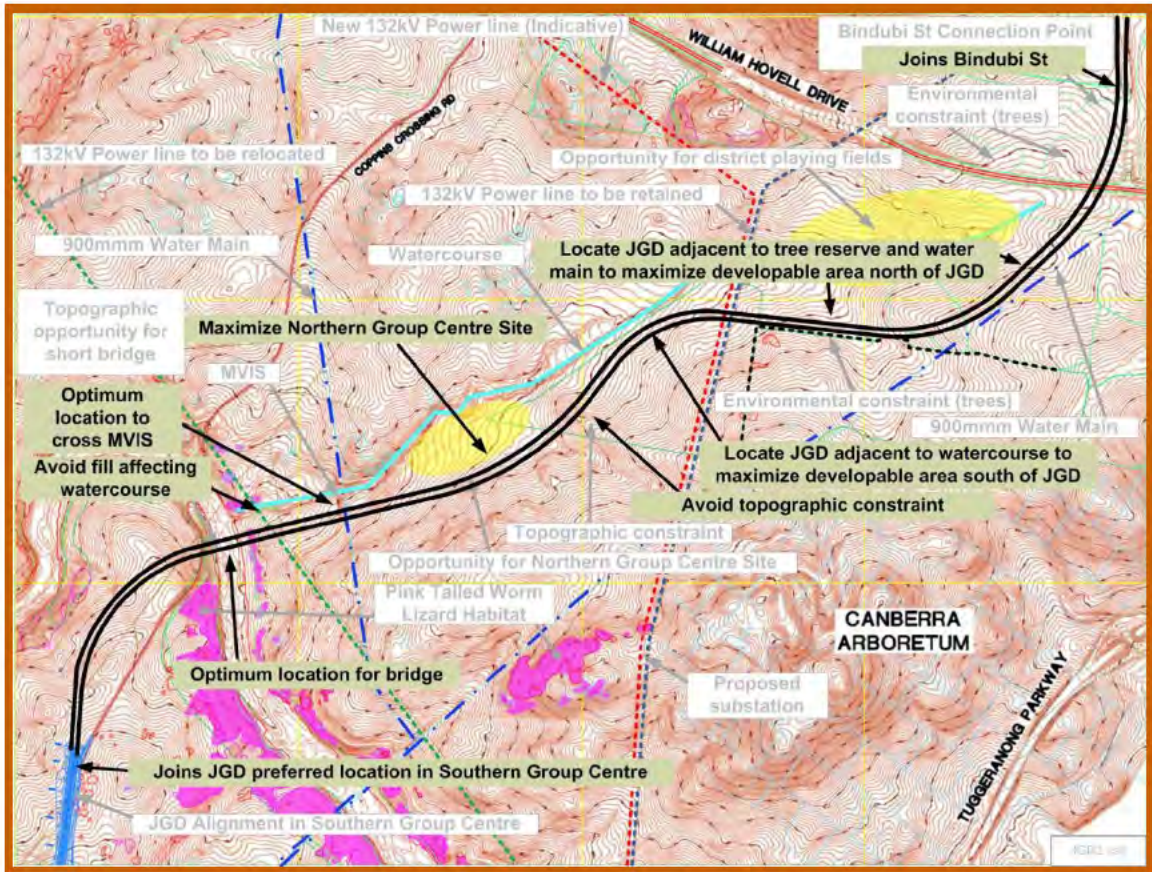 New 132kV Power line (Indicative)
WILLIAM HOVELL DRIVE
Bindubi St Connection Point
Joins Bindubi St
Environmental
constraint (trees)
COPPINS CROSSING RD
132kV Power line to be relocated
Opportunity for district playing fields
132kV Power line to be retained
900mmm Water Main
Watercourse
Locate JGD adjacent to tree reserve and water
main to maximize developable area north of JGD
Topographic
opportunity for
short bridge
Maximize Northern Group Centre Site
MVIS
Optimum
location to
cross MVIS
Environmental constraint (trees)
900mmm Water Main
Avoid fill affecting
watercourse
Locate JGD adjacent to watercourse to
maximize developable area south of JGD
Avoid topographic constraint
Topographic constraint
Opportunity for Northern Group Centre Site
Pink Tailed Worm
Lizard Habitat
CANBERRA
ARBORETUM
Optimum location for bridge
Proposed
substation
TUGGERANONG PARKWAY
Joins JGD preferred location in Southern Group Centre
JGD Alignment in Southern Group Centre